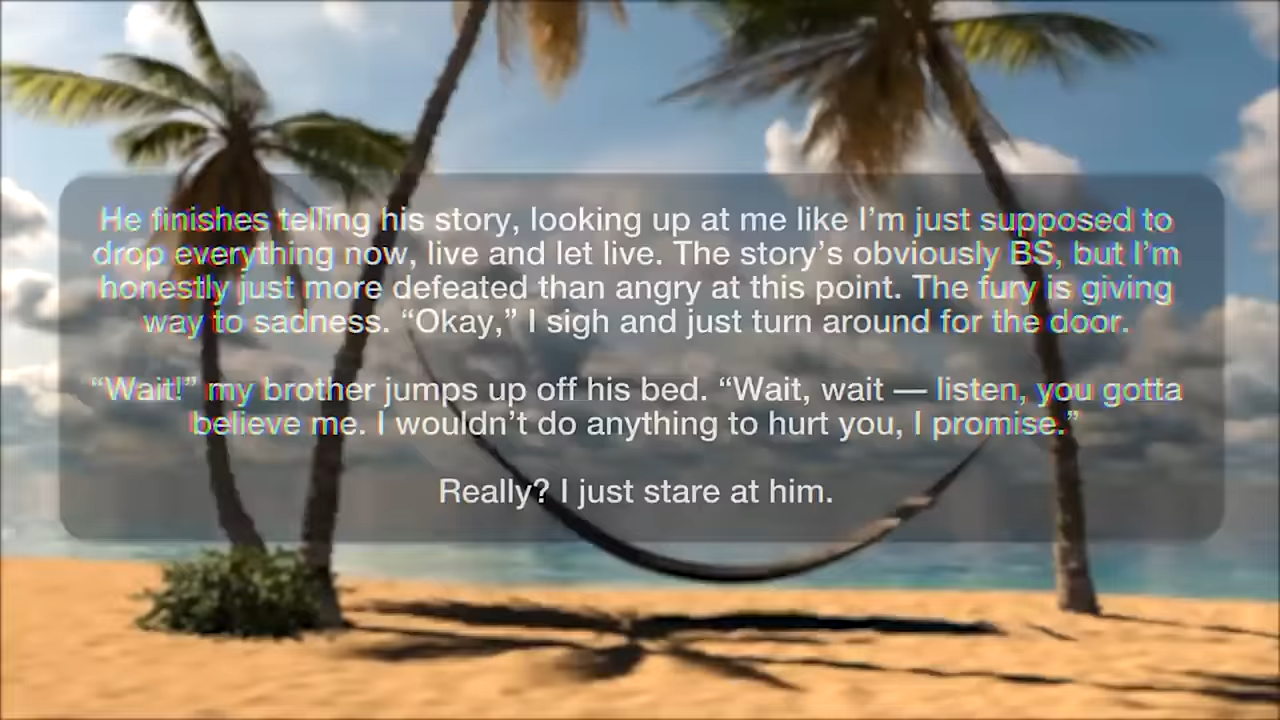 He finishes telling his story, looking up at me like I’m just supposed to
drop everything now, live and let live. The story’s obviously BS, but I’m
honestly just more defeated than angry at this point. The fury is giving
way to sadness. “Okay,” I sigh and just turn around for the door.
“Wait!” my brother jumps up off his bed. “Wait, wait — listen, you gotta
believe me. I wouldn’t do anything to hurt you, I promise.”
Really? I just stare at him.